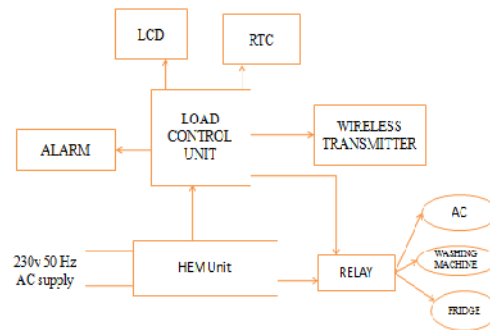 LCD
RTC
LOAD
CONTROL
UNIT
WIRELESS
TRANSMITTER
ALARM
AC
WASHING
MACHINE
230v 50 Hz
AC supply
HEM Unit
RELAY
FRIDGE